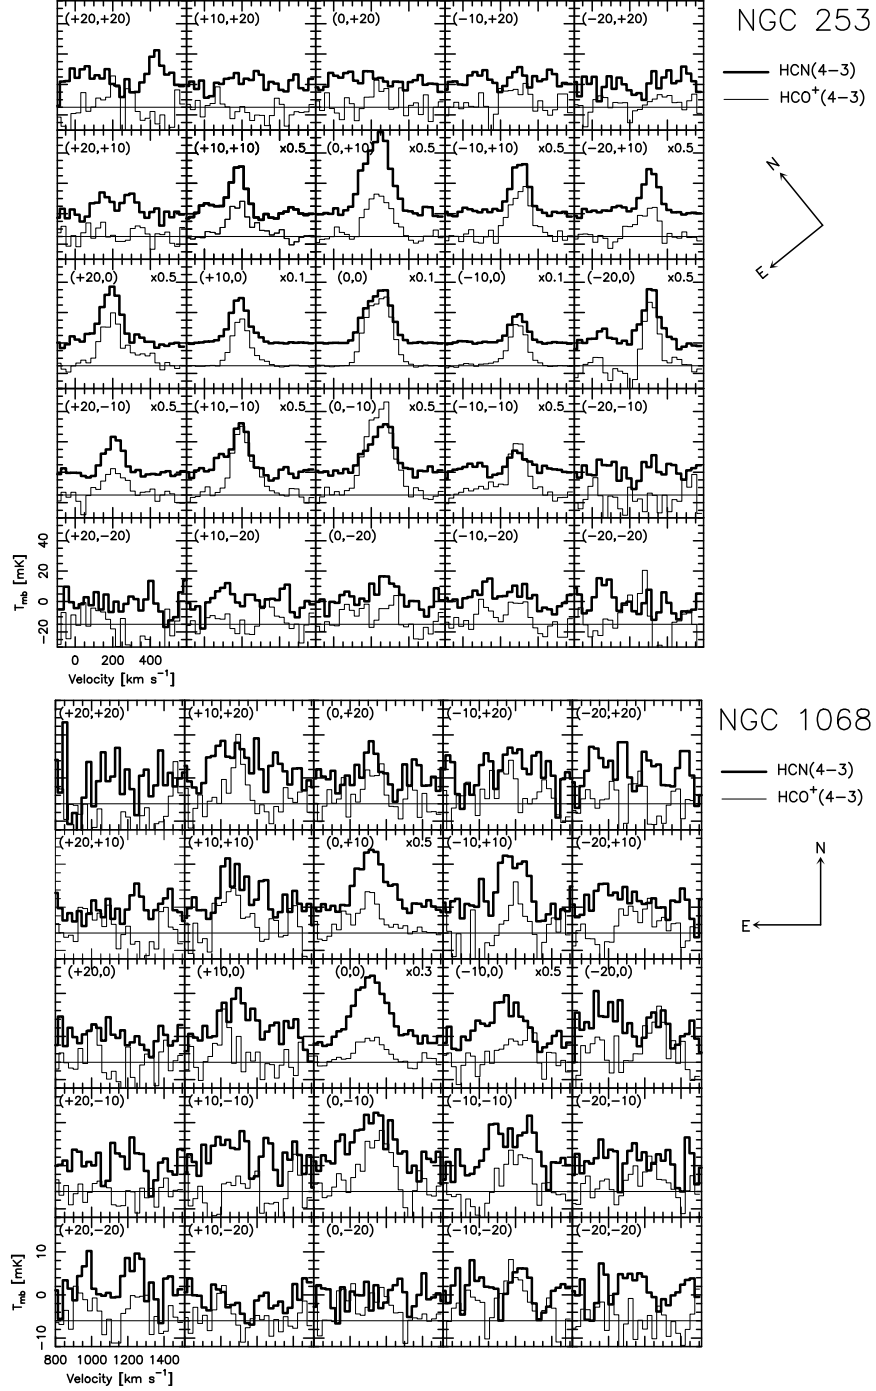 NGC 253
HCN(4−3)
HCO⁺(4−3)
N
E
(+20,+20) (+10,+20) (0,+20) (−10,+20) (−20,+20)
(+20,+10) (+10,+10) x0.5 (0,+10) x0.5 (−10,+10) x0.5 (−20,+10) x0.5
(+20,0) x0.5 (+10,0) x0.1 (0,0) x0.1 (−10,0) x0.1 (−20,0) x0.5
(+20,−10) x0.5 (+10,−10) x0.5 (0,−10) x0.5 (−10,−10) x0.5 (−20,−10)
(+20,−20) (+10,−20) (0,−20) (−10,−20) (−20,−20)
T_mb [mK]
40
20
0
−20
0 200 400
Velocity [km s⁻¹]
NGC 1068
HCN(4−3)
HCO⁺(4−3)
N
E
(+20,+20) (+10,+20) (0,+20) (−10,+20) (−20,+20)
(+20,+10) (+10,+10) (0,+10) x0.5 (−10,+10) (−20,+10)
(+20,0) (+10,0) (0,0) x0.3 (−10,0) x0.5 (−20,0)
(+20,−10) (+10,−10) (0,−10) (−10,−10) (−20,−10)
(+20,−20) (+10,−20) (0,−20) (−10,−20) (−20,−20)
T_mb [mK]
10
0
−10
800 1000 1200 1400
Velocity [km s⁻¹]